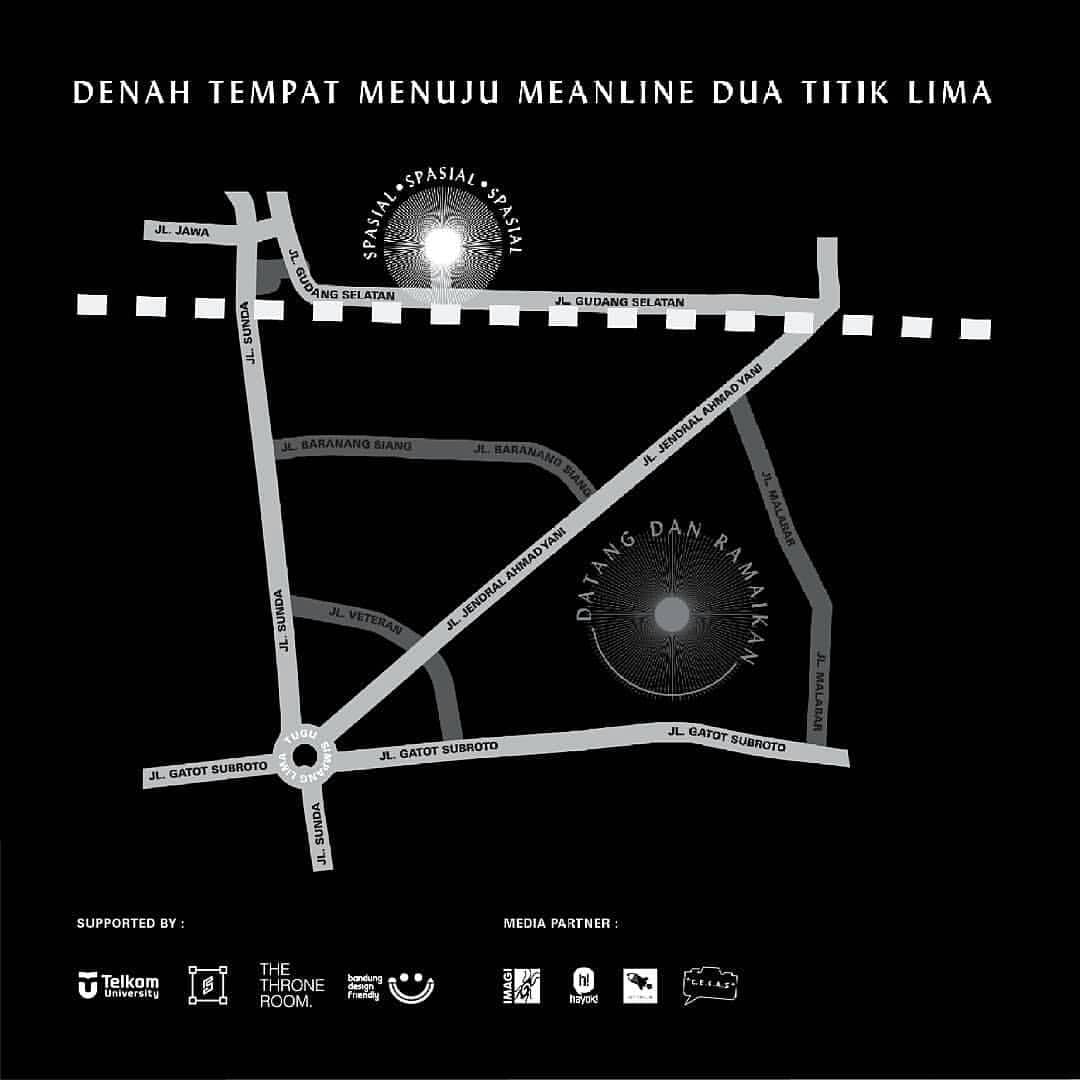 DENAH TEMPAT MENUJU MEANLINE DUA TITIK LIMA
SPASIAL • SPASIAL • SPASIAL
JL. JAWA
JL. GUDANG SELATAN
JL. GUDANG SELATAN
JL. SUNDA
JL. JENDRAL AHMAD YANI
JL. BARANANG SIANG
JL. BARANANG SIANG
JL. MALABAR
DATANG DAN RAMAIKAN
JL. JENDRAL AHMAD YANI
JL. SUNDA
JL. VETERAN
JL. MALABAR
TUGU SIMPANG LIMA
JL. GATOT SUBROTO
JL. GATOT SUBROTO
JL. GATOT SUBROTO
JL. SUNDA
SUPPORTED BY :
MEDIA PARTNER :
Telkom
University
THE
THRONE
ROOM.
bandung
design
friendly
IMAGI
h!
hayok!
"C.E.I.A.S"